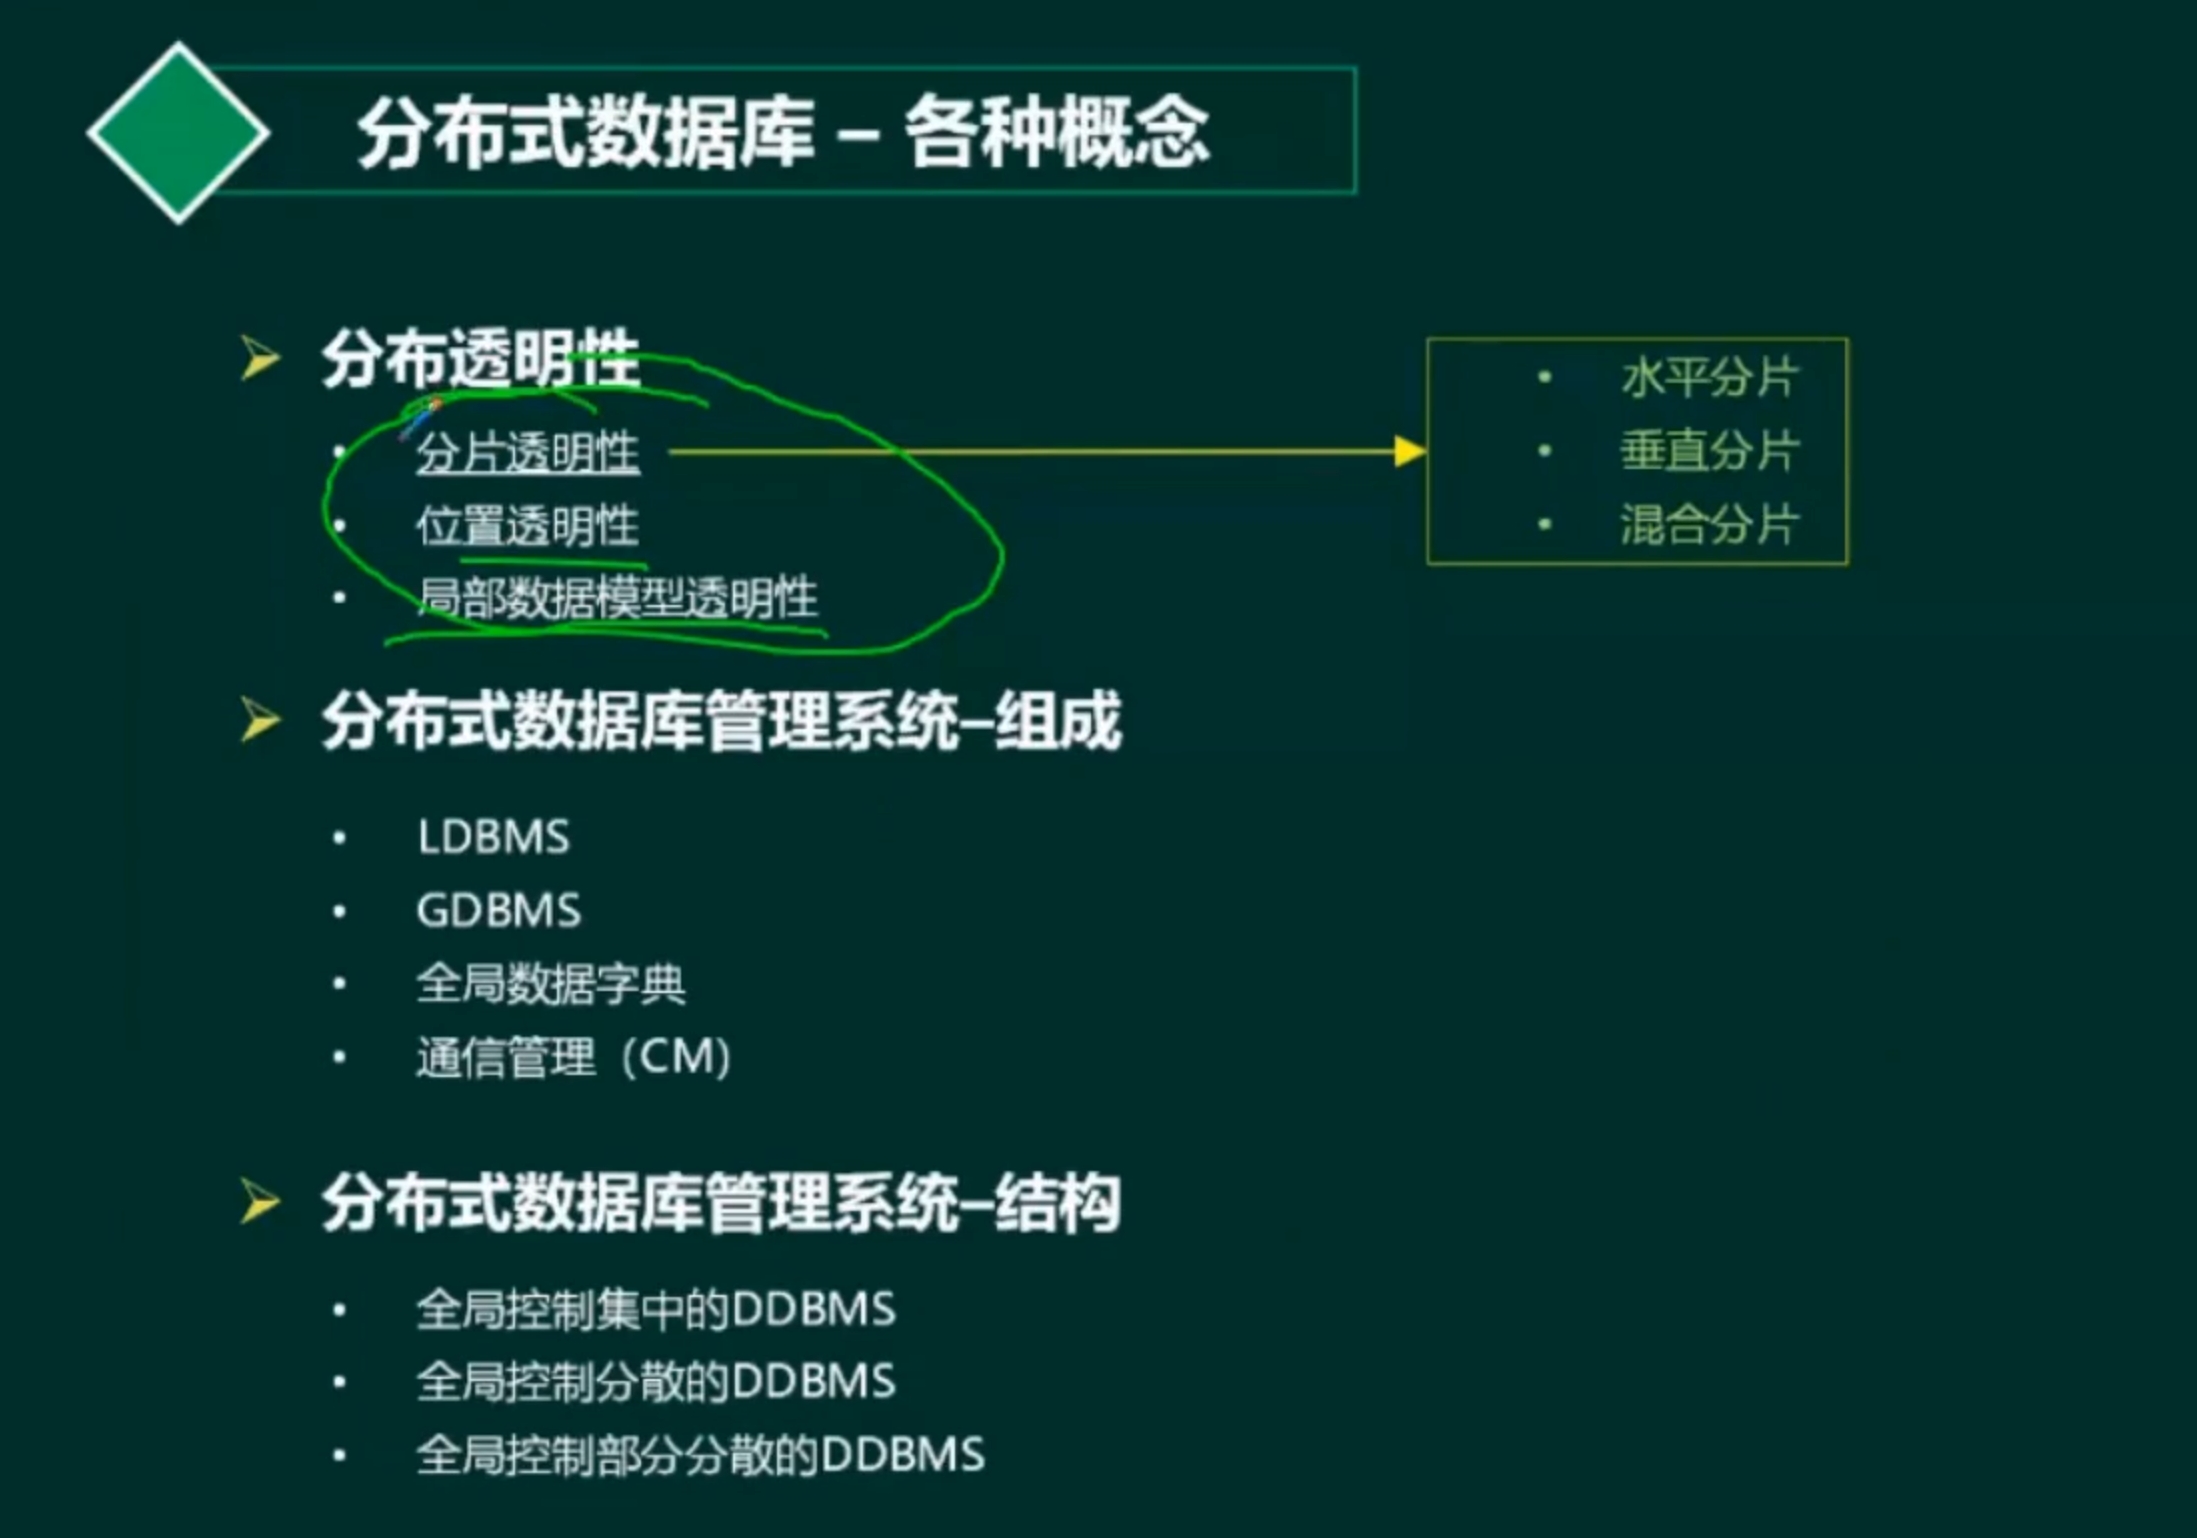 分布式数据库 – 各种概念
分布透明性
• 分片透明性
• 位置透明性
• 局部数据模型透明性
• 水平分片
• 垂直分片
• 混合分片
分布式数据库管理系统–组成
• LDBMS
• GDBMS
• 全局数据字典
• 通信管理（CM）
分布式数据库管理系统–结构
• 全局控制集中的DDBMS
• 全局控制分散的DDBMS
• 全局控制部分分散的DDBMS